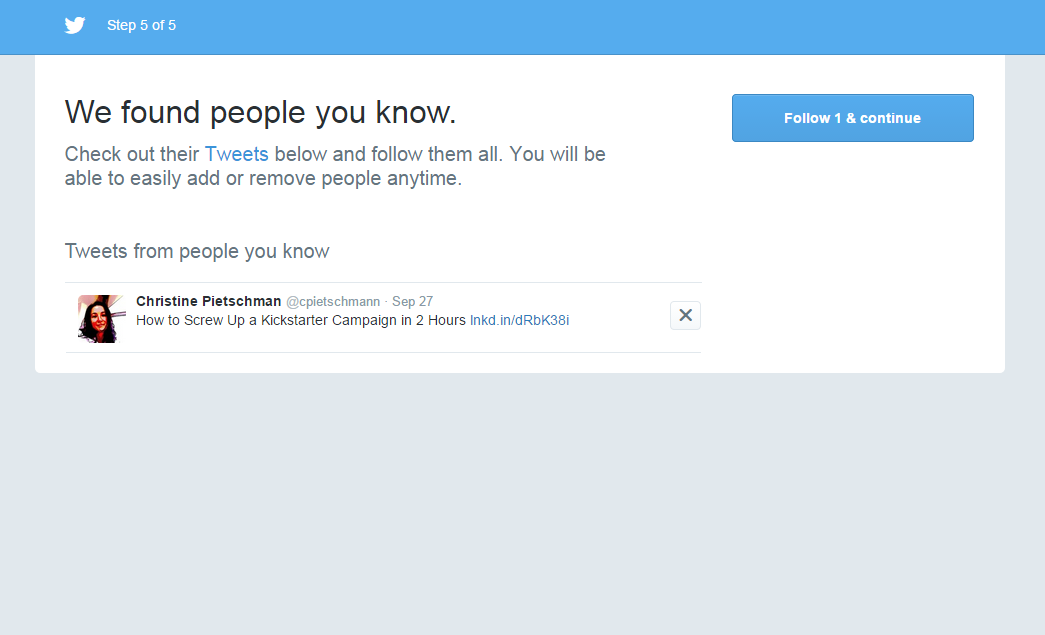 Step 5 of 5
We found people you know.
Follow 1 & continue
Check out their Tweets below and follow them all. You will be
able to easily add or remove people anytime.
Tweets from people you know
Christine Pietschman @cpietschmann · Sep 27
How to Screw Up a Kickstarter Campaign in 2 Hours lnkd.in/dRbK38i